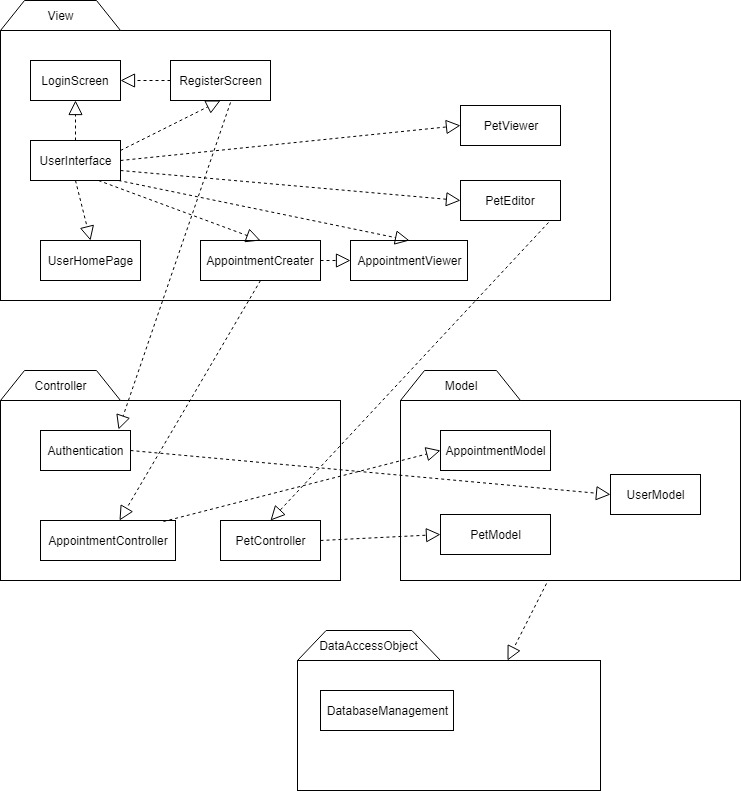 View
LoginScreen
RegisterScreen
PetViewer
UserInterface
PetEditor
UserHomePage
AppointmentCreater
AppointmentViewer
Controller
Model
Authentication
AppointmentModel
UserModel
AppointmentController
PetController
PetModel
DataAccessObject
DatabaseManagement